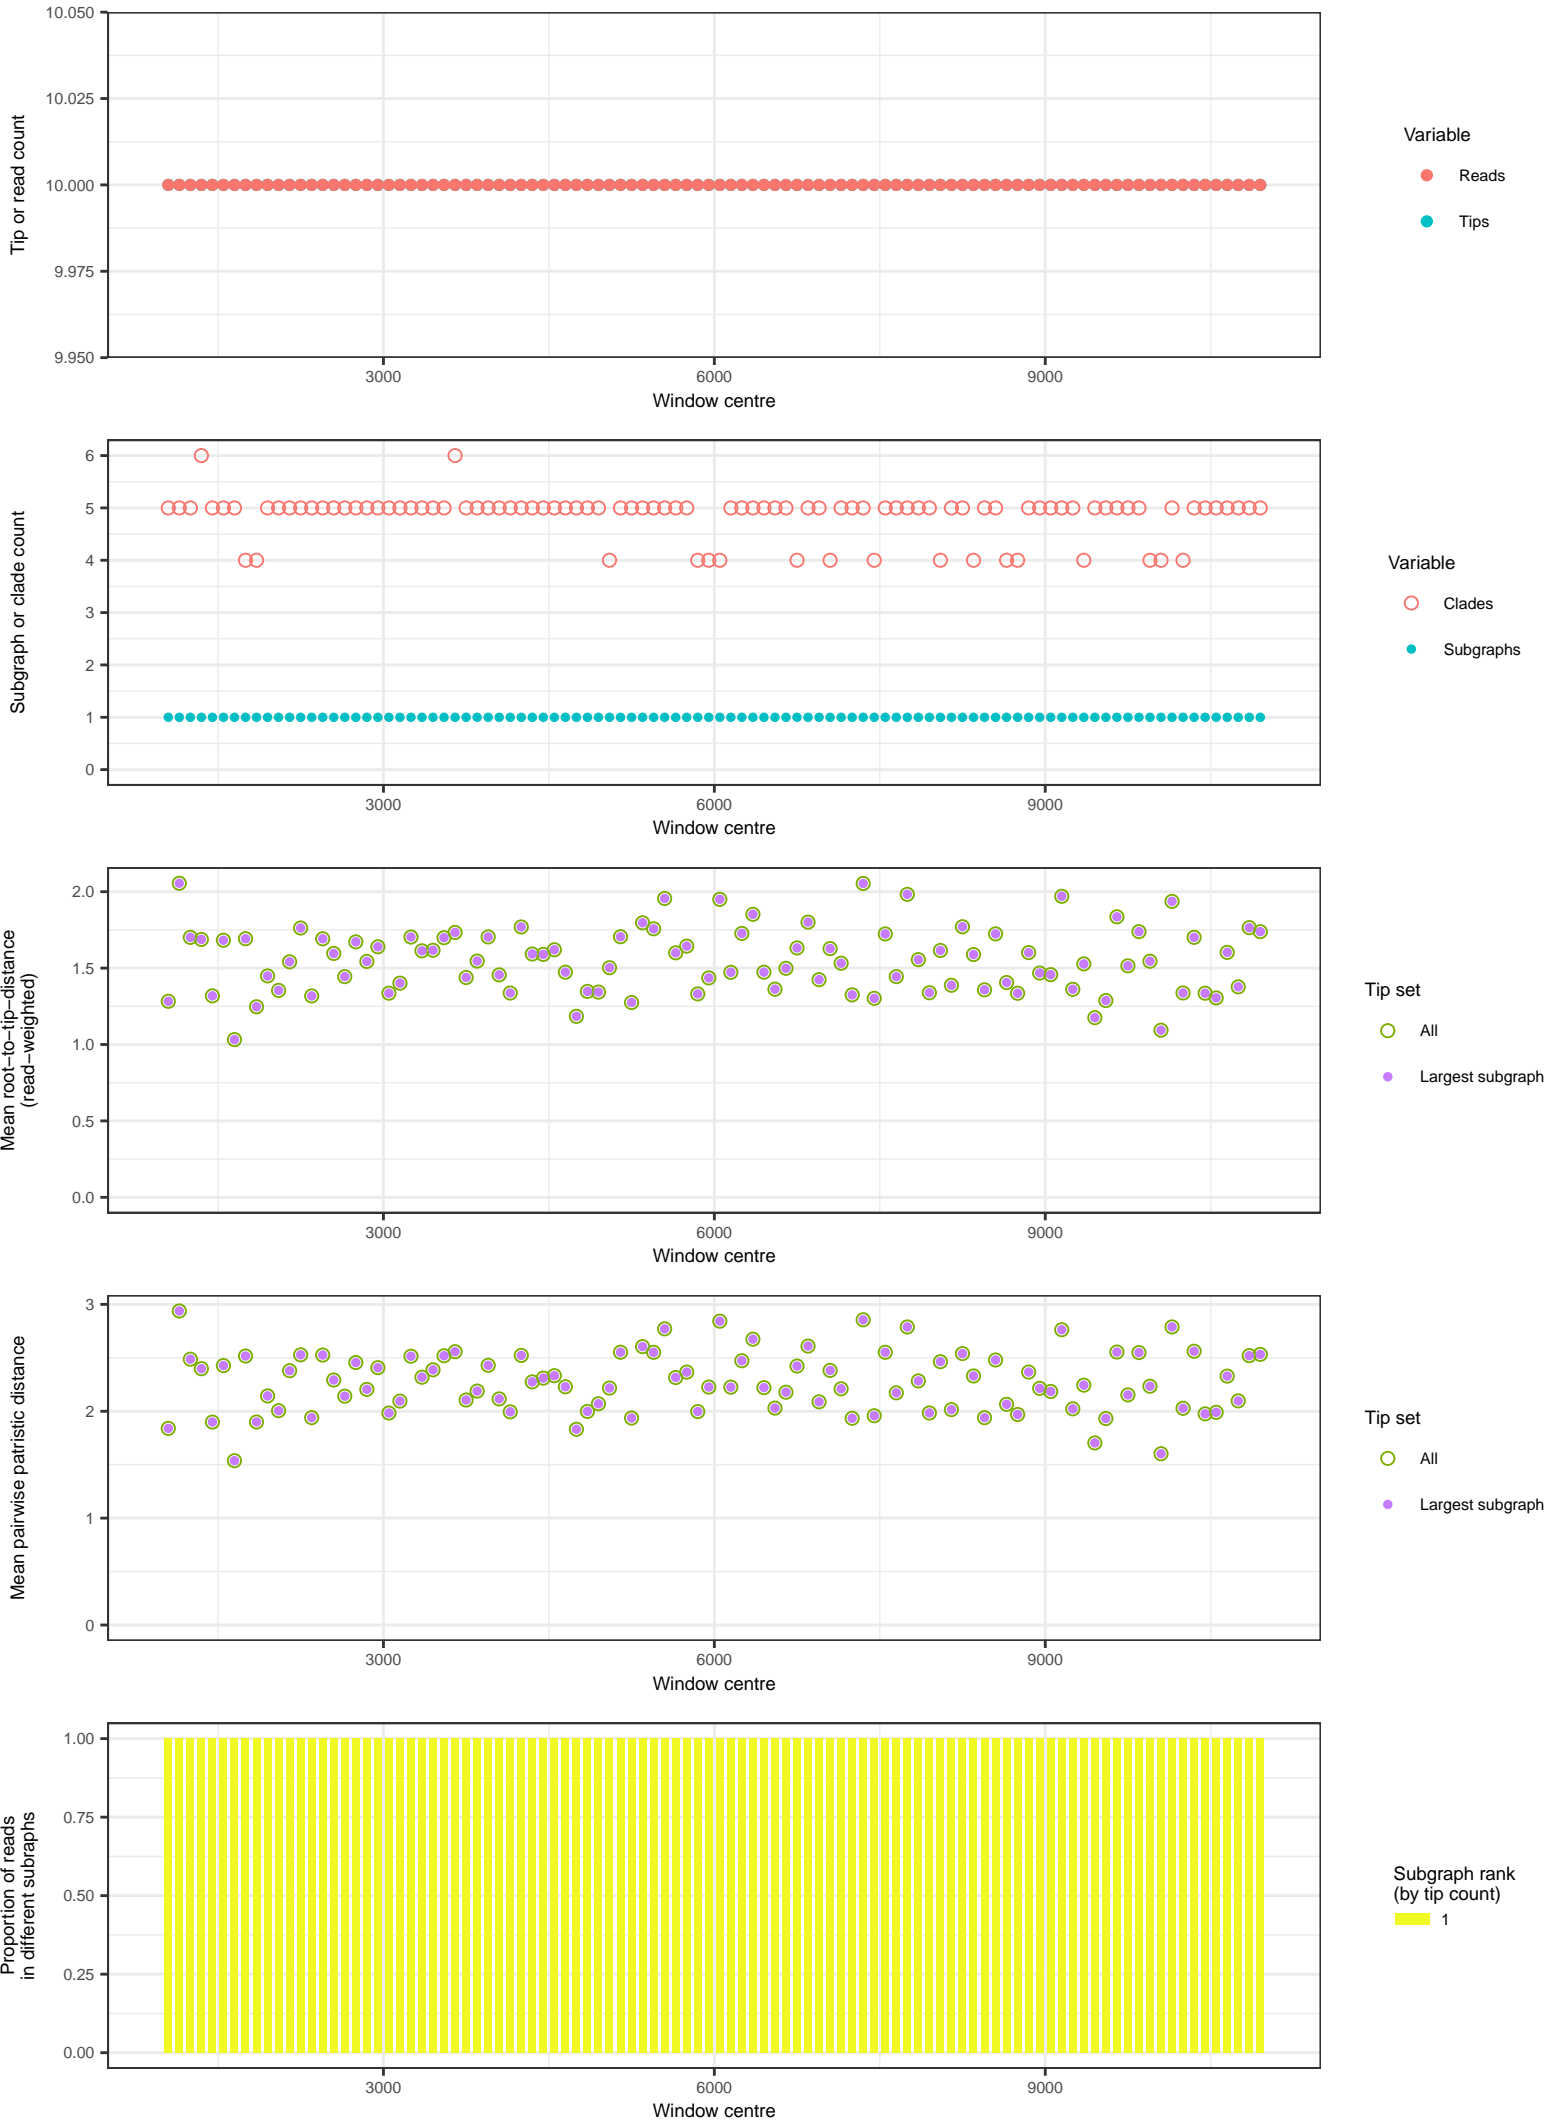 10.050
10.025
10.000
9.975
9.950
Tip or read count
3000 6000 9000
Window centre
Variable
Reads
Tips
6
5
4
3
2
1
0
Subgraph or clade count
3000 6000 9000
Window centre
Variable
Clades
Subgraphs
2.0
1.5
1.0
0.5
0.0
Mean root−to−tip−distance
(read−weighted)
3000 6000 9000
Window centre
Tip set
All
Largest subgraph
3
2
1
0
Mean pairwise patristic distance
3000 6000 9000
Window centre
Tip set
All
Largest subgraph
1.00
0.75
0.50
0.25
0.00
Proportion of reads
in different subraphs
3000 6000 9000
Window centre
Subgraph rank
(by tip count)
1